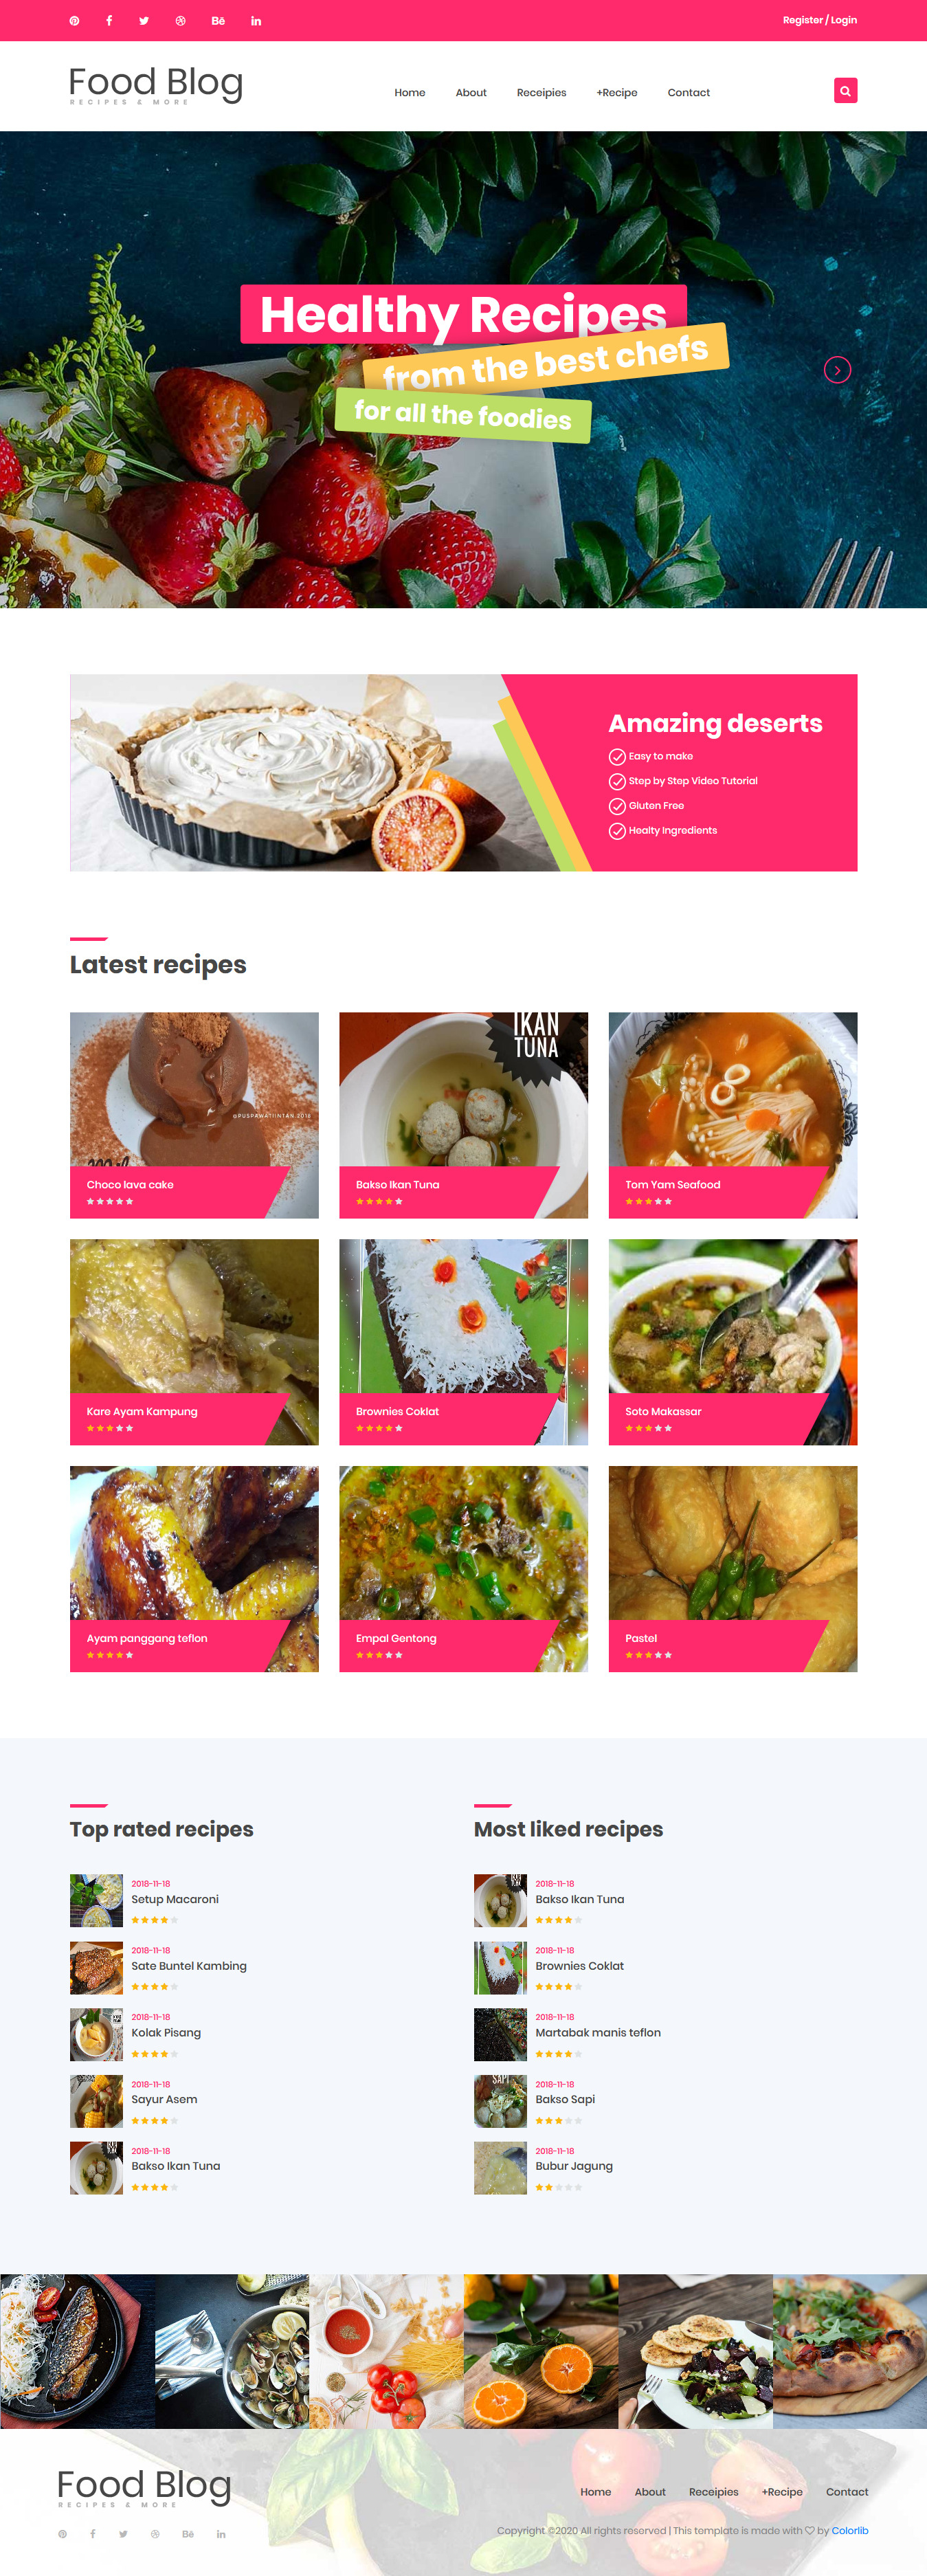 Register / Login
Food Blog
RECIPES & MORE
Home About Receipies +Recipe Contact
Healthy Recipes
from the best chefs
for all the foodies
Amazing deserts
Easy to make
Step by Step Video Tutorial
Gluten Free
Healty Ingredients
Latest recipes
@PUSPAWATIINTAN.2018
Choco lava cake
IKAN
TUNA
Bakso Ikan Tuna
Tom Yam Seafood
Kare Ayam Kampung
Brownies Coklat
Soto Makassar
Ayam panggang teflon
Empal Gentong
Pastel
Top rated recipes
2018-11-18
Setup Macaroni
2018-11-18
Sate Buntel Kambing
2018-11-18
Kolak Pisang
2018-11-18
Sayur Asem
2018-11-18
Bakso Ikan Tuna
Most liked recipes
2018-11-18
Bakso Ikan Tuna
2018-11-18
Brownies Coklat
2018-11-18
Martabak manis teflon
SAPI
2018-11-18
Bakso Sapi
2018-11-18
Bubur Jagung
Food Blog
RECIPES & MORE
Home About Receipies +Recipe Contact
Copyright ©2020 All rights reserved | This template is made with ♡ by Colorlib